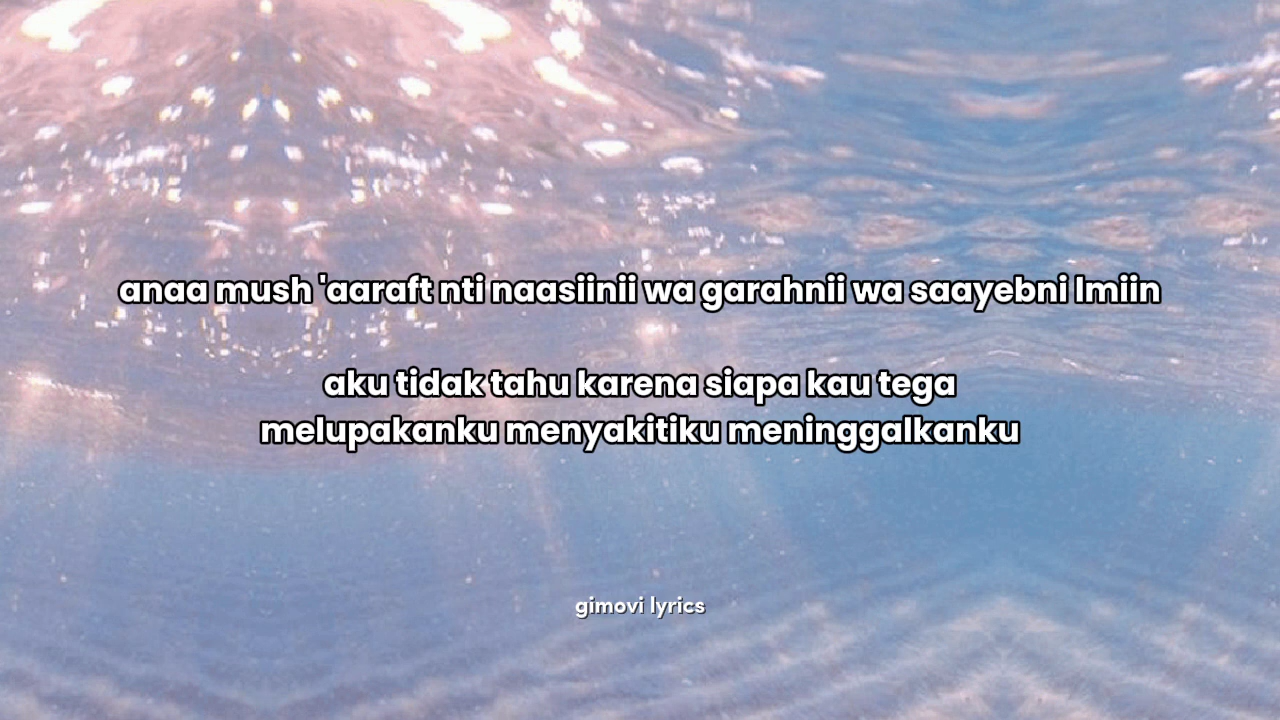 anaa mush 'aaraft nti naasiinii wa garahnii wa saayebni lmiin
aku tidak tahu karena siapa kau tega
melupakanku menyakitiku meninggalkanku
gimovi lyrics